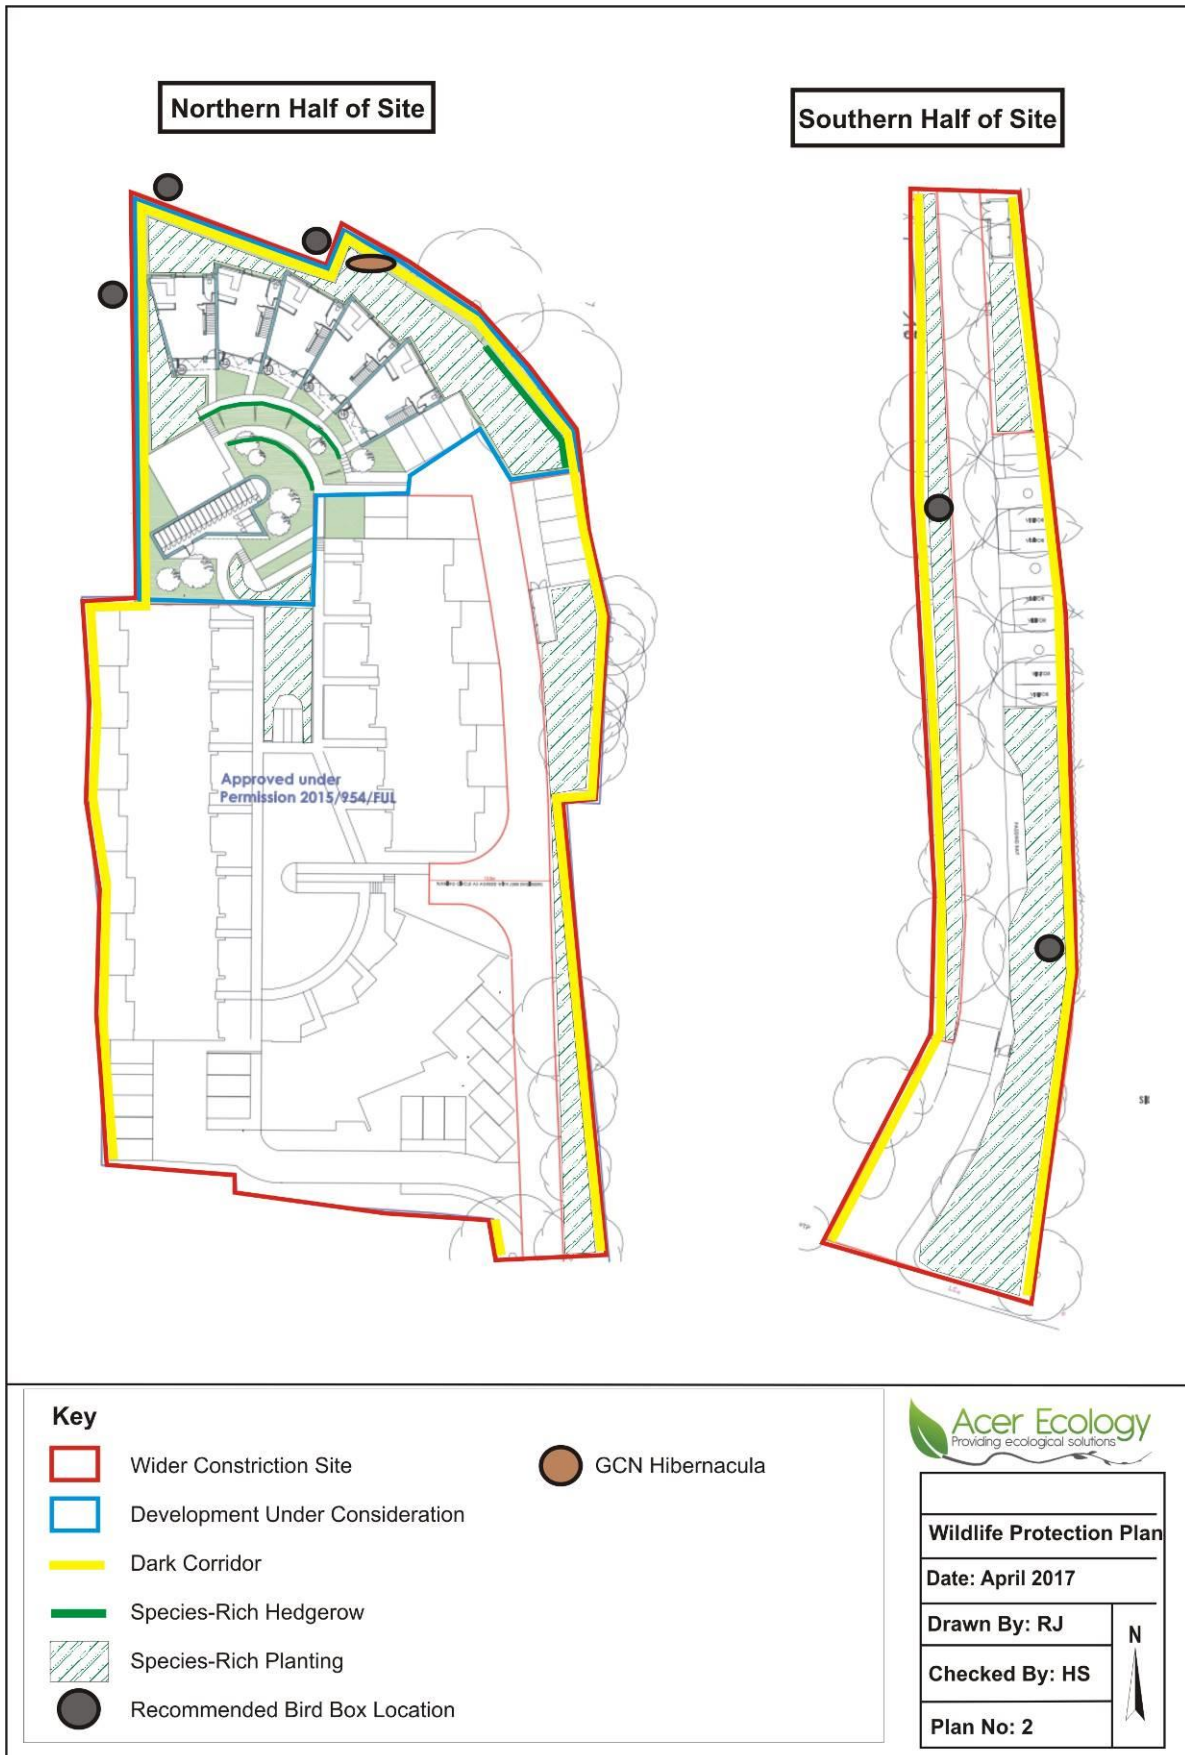 Northern Half of Site
Southern Half of Site
Approved under
Permission 2015/954/FUL
Key
Wider Constriction Site
Development Under Consideration
Dark Corridor
Species-Rich Hedgerow
Species-Rich Planting
Recommended Bird Box Location
GCN Hibernacula
Acer Ecology
Providing ecological solutions
Wildlife Protection Plan
Date: April 2017
Drawn By: RJ
Checked By: HS
Plan No: 2
N